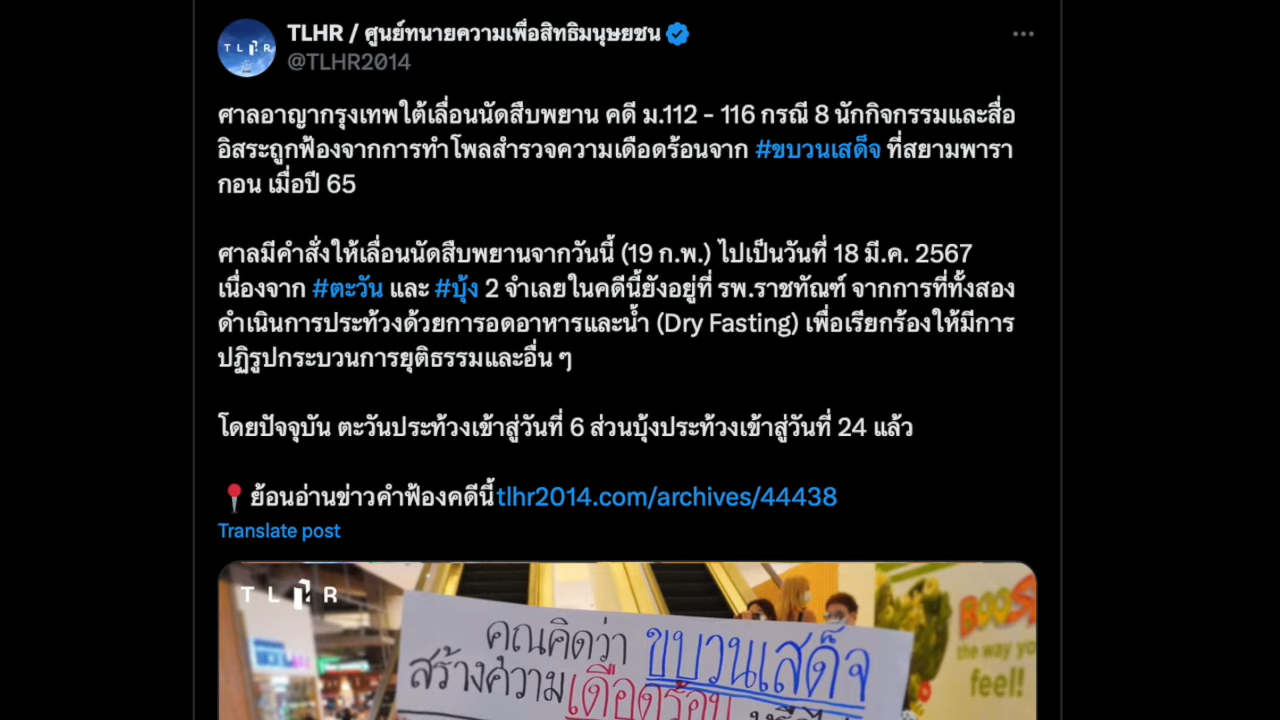 TLHR / ศูนย์ทนายความเพื่อสิทธิมนุษยชน
@TLHR2014
ศาลอาญากรุงเทพใต้เลื่อนนัดสืบพยาน คดี ม.112 - 116 กรณี 8 นักกิจกรรมและสื่อ
อิสระถูกฟ้องจากการทำโพลสำรวจความเดือดร้อนจาก #ขบวนเสด็จ ที่สยามพารา
กอน เมื่อปี 65
ศาลมีคำสั่งให้เลื่อนนัดสืบพยานจากวันนี้ (19 ก.พ.) ไปเป็นวันที่ 18 มี.ค. 2567
เนื่องจาก #ตะวัน และ #บุ้ง 2 จำเลยในคดีนี้ยังอยู่ที่ รพ.ราชทัณฑ์ จากการที่ทั้งสอง
ดำเนินการประท้วงด้วยการอดอาหารและน้ำ (Dry Fasting) เพื่อเรียกร้องให้มีการ
ปฏิรูปกระบวนการยุติธรรมและอื่น ๆ
โดยปัจจุบัน ตะวันประท้วงเข้าสู่วันที่ 6 ส่วนบุ้งประท้วงเข้าสู่วันที่ 24 แล้ว
📍ย้อนอ่านข่าวคำฟ้องคดีนี้ tlhr2014.com/archives/44438
Translate post
TLHR
คุณคิดว่า ขบวนเสด็จ
สร้างความเดือดร้อน
BOOST
the way yo
feel!